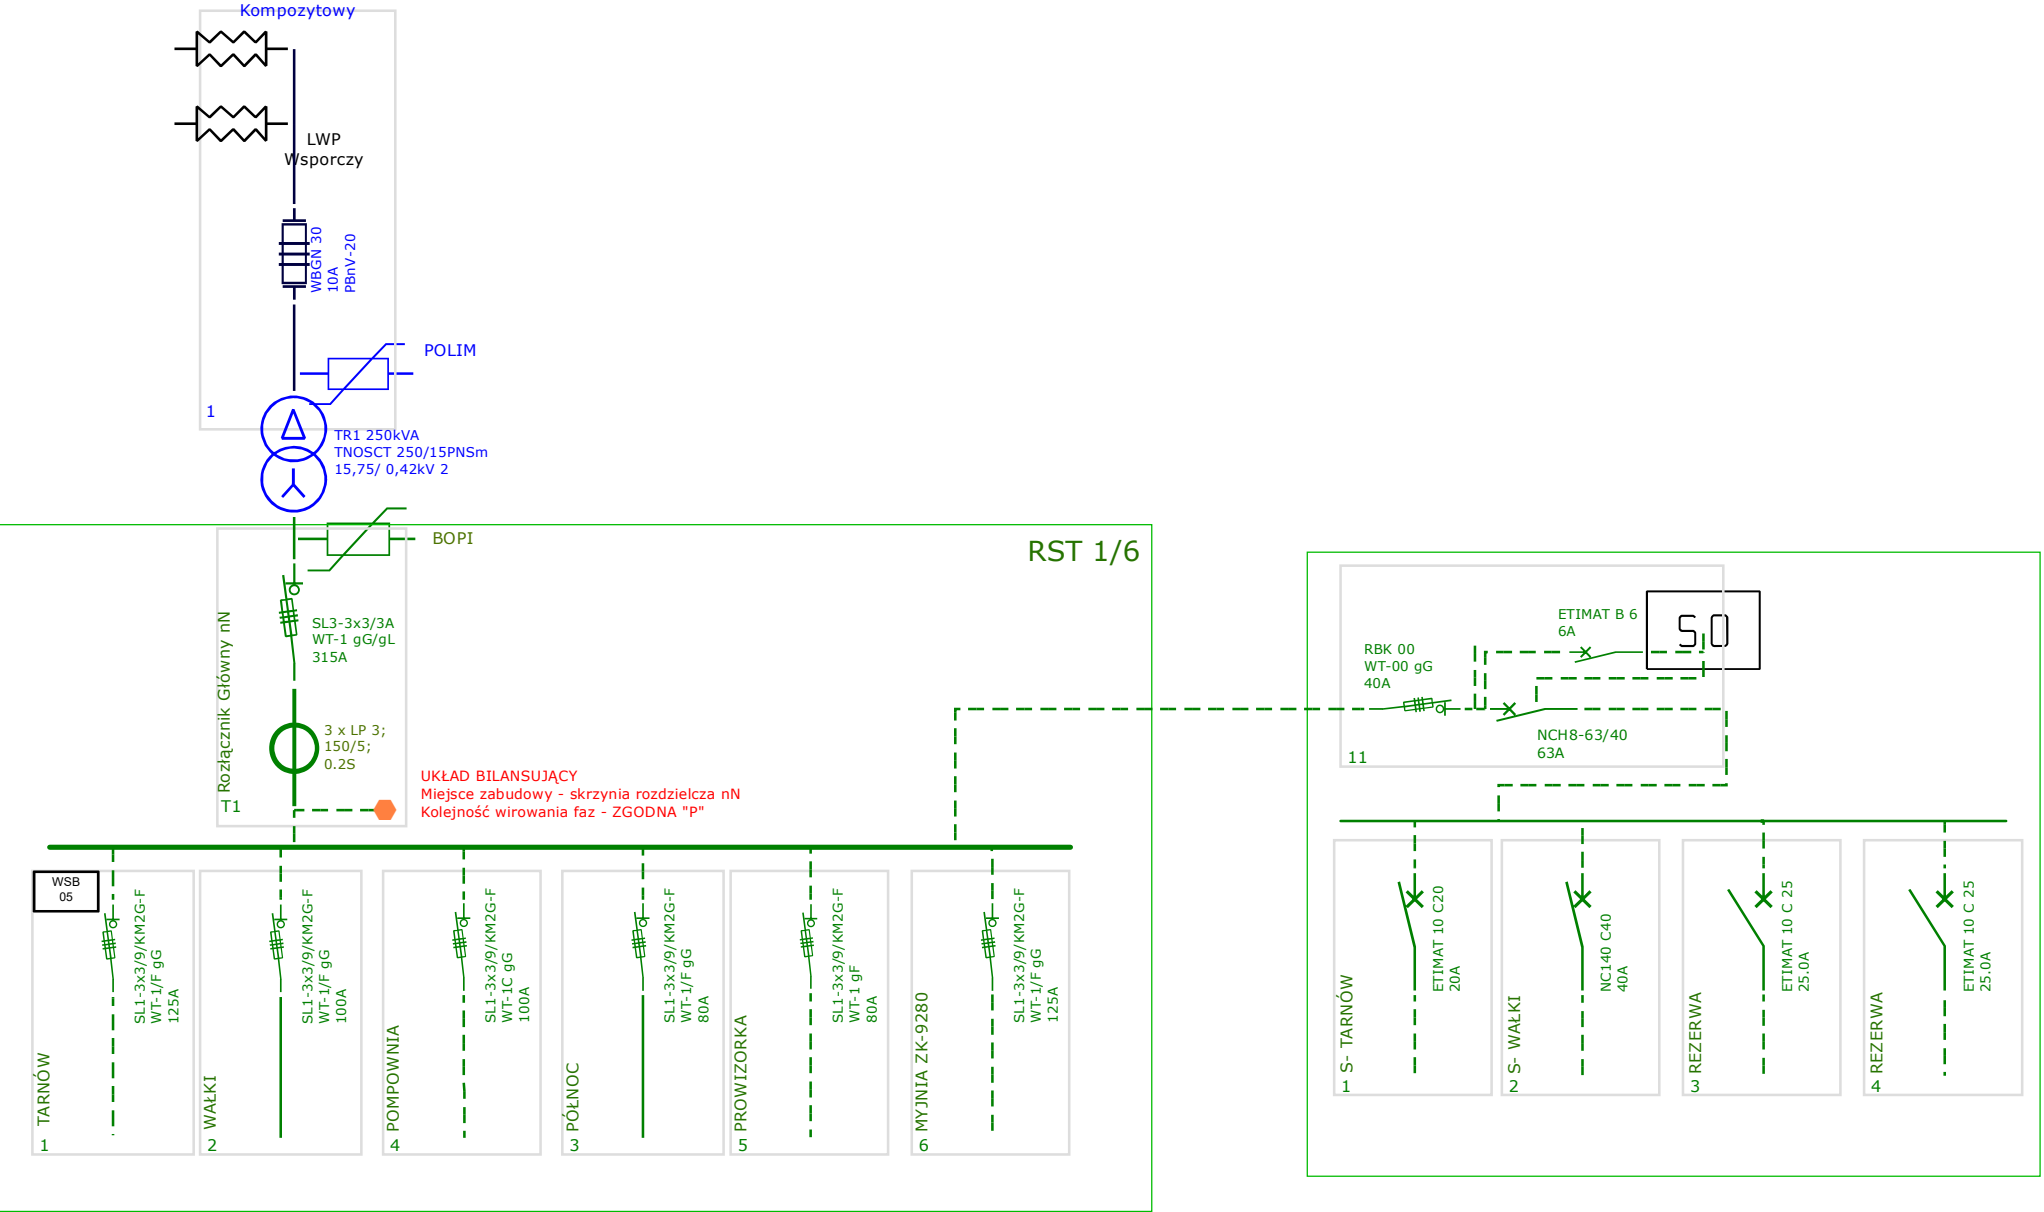 Kompozytowy
LWP
Wsporczy
WBGN 30
10A
PBnV-20
POLIM
1
TR1 250kVA
TNOSCT 250/15PNSm
15,75/ 0,42kV 2
BOPI
RST 1/6
Rozłącznik Główny nN
SL3-3x3/3A
WT-1 gG/gL
315A
3 x LP 3;
150/5;
0.2S
T1
UKŁAD BILANSUJĄCY
Miejsce zabudowy - skrzynia rozdzielcza nN
Kolejność wirowania faz - ZGODNA "P"
WSB
05
SL1-3x3/9/KM2G-F
WT-1/F gG
125A
TARNÓW
1
SL1-3x3/9/KM2G-F
WT-1/F gG
100A
WAŁKI
2
SL1-3x3/9/KM2G-F
WT-1C gG
100A
POMPOWNIA
4
SL1-3x3/9/KM2G-F
WT-1/F gG
80A
PÓŁNOC
3
SL1-3x3/9/KM2G-F
WT-1 gF
80A
PROWIZORKA
5
SL1-3x3/9/KM2G-F
WT-1/F gG
125A
MYJNIA ZK-9280
6
ETIMAT B 6
6A
SO
RBK 00
WT-00 gG
40A
NCH8-63/40
63A
11
ETIMAT 10 C20
20A
S- TARNÓW
1
NC140 C40
40A
S- WAŁKI
2
ETIMAT 10 C 25
25.0A
REZERWA
3
ETIMAT 10 C 25
25.0A
REZERWA
4